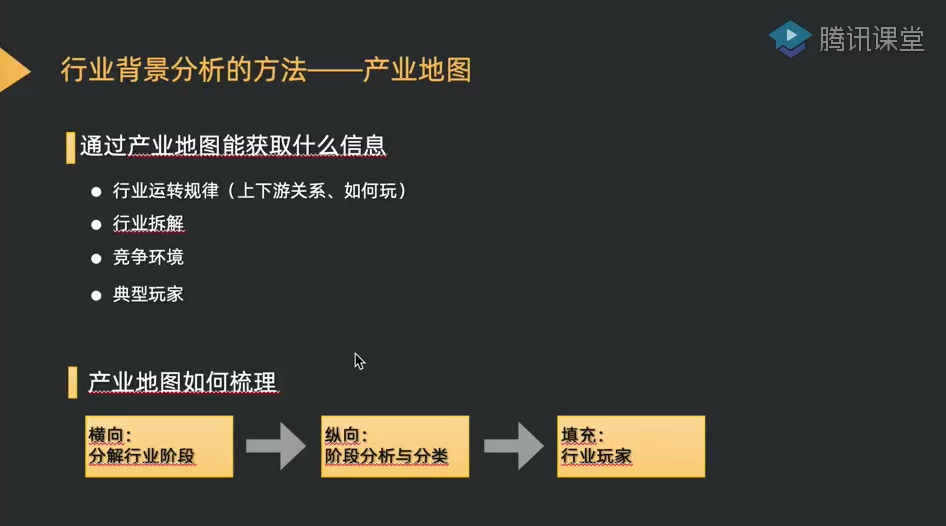 腾讯课堂
行业背景分析的方法——产业地图
通过产业地图能获取什么信息
行业运转规律（上下游关系、如何玩）
行业拆解
竞争环境
典型玩家
产业地图如何梳理
横向：
分解行业阶段
纵向：
阶段分析与分类
填充：
行业玩家